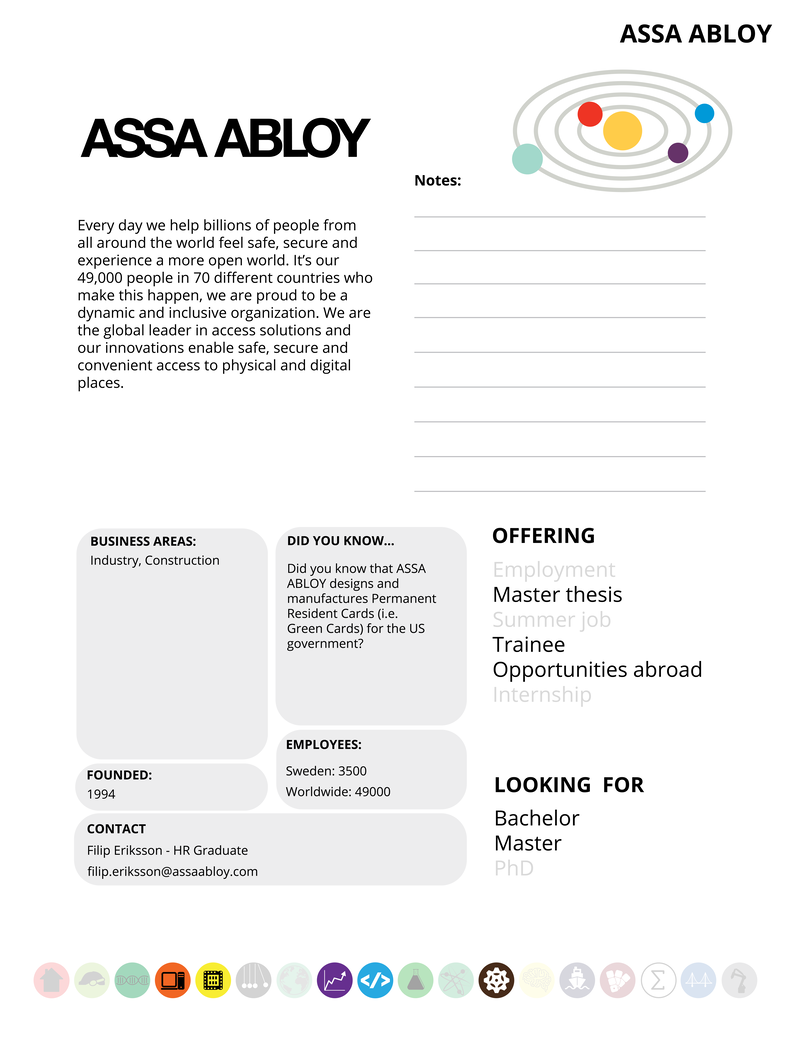 ASSA ABLOY
ASSA ABLOY
Notes:
Every day we help billions of people from
all around the world feel safe, secure and
experience a more open world. It's our
49,000 people in 70 different countries who
make this happen, we are proud to be a
dynamic and inclusive organization. We are
the global leader in access solutions and
our innovations enable safe, secure and
convenient access to physical and digital
places.
BUSINESS AREAS:
Industry, Construction
DID YOU KNOW...
Did you know that ASSA
ABLOY designs and
manufactures Permanent
Resident Cards (i.e.
Green Cards) for the US
government?
OFFERING
Employment
Master thesis
Summer job
Trainee
Opportunities abroad
Internship
FOUNDED:
1994
EMPLOYEES:
Sweden: 3500
Worldwide: 49000
LOOKING FOR
Bachelor
Master
PhD
CONTACT
Filip Eriksson - HR Graduate
filip.eriksson@assaabloy.com